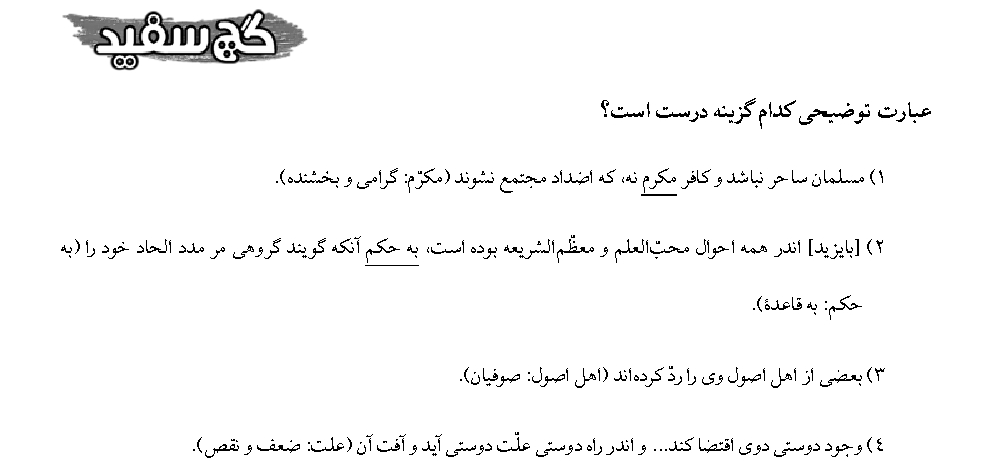 گچ سفید
عبارت توضیحی کدام گزینه درست است؟
۱) مسلمان ساحر نباشد و کافر مکرم نه، که اضداد مجتمع نشوند (مکرّم: گرامی و بخشنده).
۲) [بایزید] اندر همه احوال محبّ‌العلم و معظّم‌الشریعه بوده است، به حکم آنکه گویند گروهی مر مدد الحاد خود را (به
حکم: به قاعدۀ).
۳) بعضی از اهل اصول وی را ردّ کرده‌اند (اهل اصول: صوفیان).
۴) وجود دوستی دوی اقتضا کند... و اندر راه دوستی علّت دوستی آید و آفت آن (علت: ضعف و نقص).